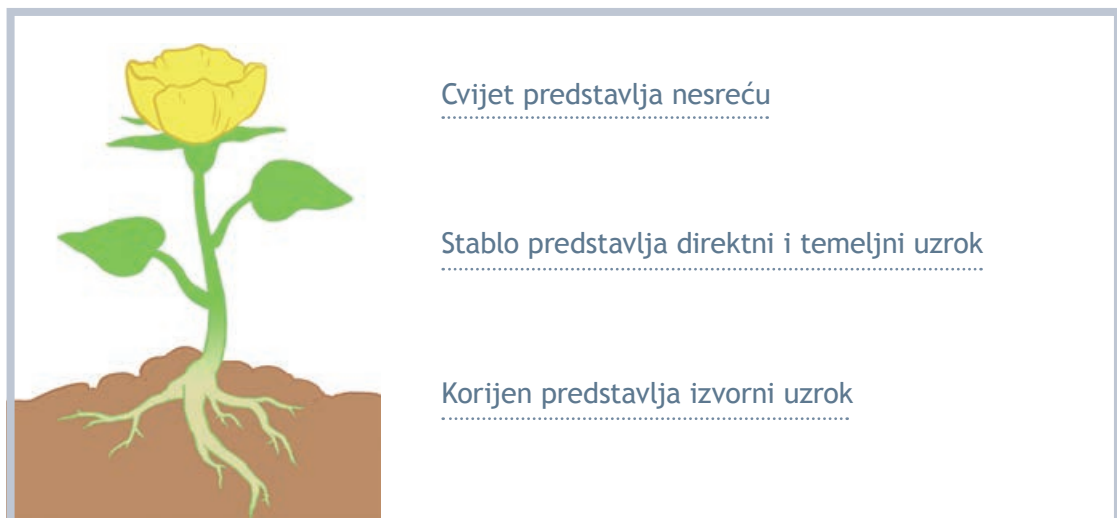 Cvijet predstavlja nesreću
Stablo predstavlja direktni i temeljni uzrok
Korijen predstavlja izvorni uzrok